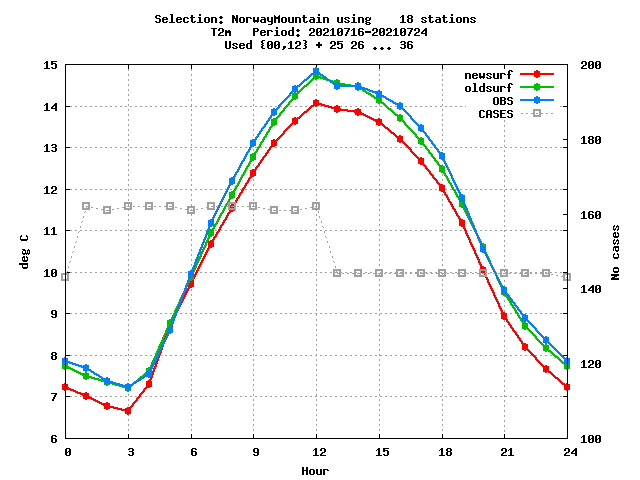 Selection: NorwayMountain using    18 stations
T2m   Period: 20210716-20210724
Used {00,12} + 25 26 ... 36
newsurf
oldsurf
OBS
CASES
15
14
13
12
11
10
9
8
7
6
deg C
200
180
160
140
120
100
No cases
0 3 6 9 12 15 18 21 24
Hour